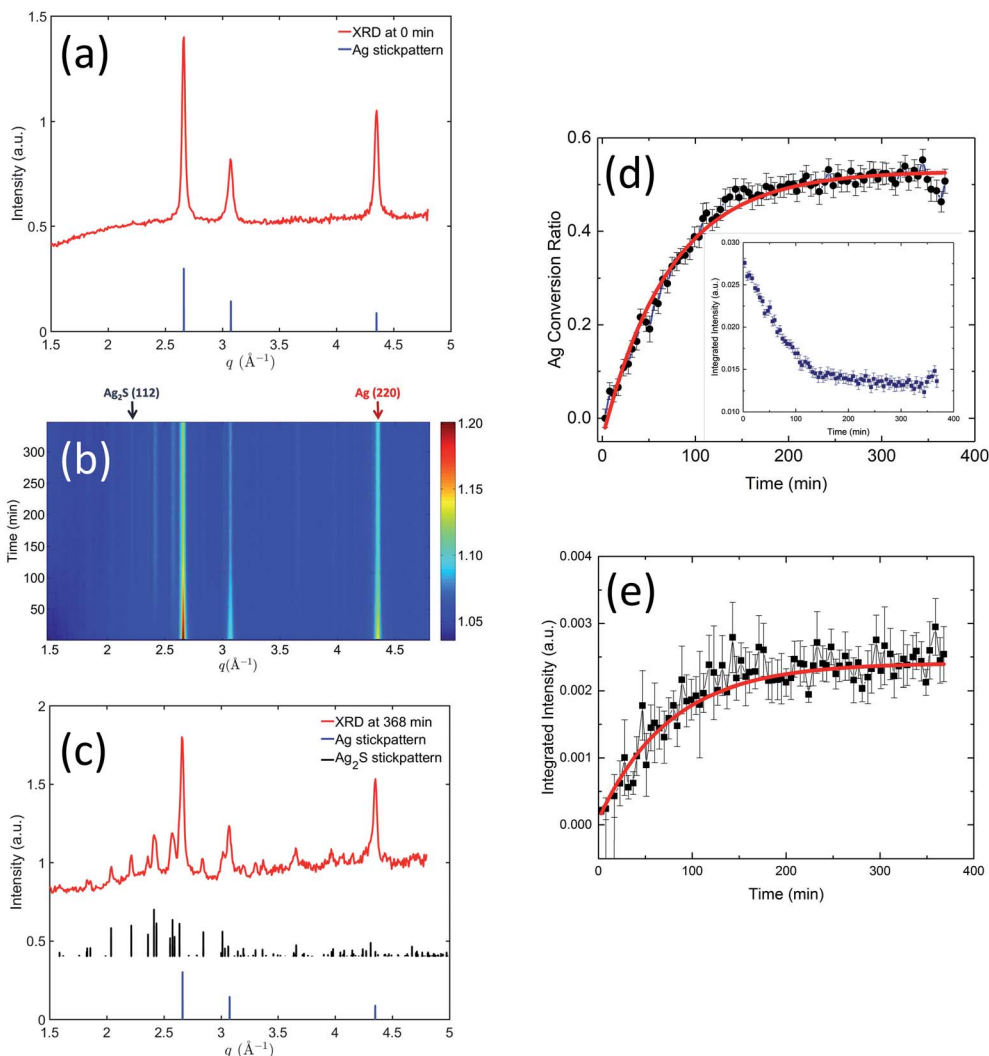 (a)
XRD at 0 min
Ag stickpattern
Intensity (a.u.)
1.5
1
0.5
0
1.5 2 2.5 3 3.5 4 4.5 5
q (Å⁻¹)
Ag₂S (112)
Ag (220)
(b)
Time (min)
300
250
200
150
100
50
1.5 2.0 2.5 3.0 3.5 4.0 4.5
q(Å⁻¹)
1.20
1.15
1.10
1.05
(c)
XRD at 368 min
Ag stickpattern
Ag₂S stickpattern
Intensity (a.u.)
2
1.5
1
0.5
0
1.5 2 2.5 3 3.5 4 4.5 5
q (Å⁻¹)
(d)
Ag Conversion Ratio
0.6
0.4
0.2
0.0
0 100 200 300 400
Time (min)
Integrated Intensity (a.u.)
0.030
0.025
0.020
0.015
0.010
0 100 200 300 400
Time (min)
(e)
Integrated Intensity (a.u.)
0.004
0.003
0.002
0.001
0.000
0 100 200 300 400
Time (min)